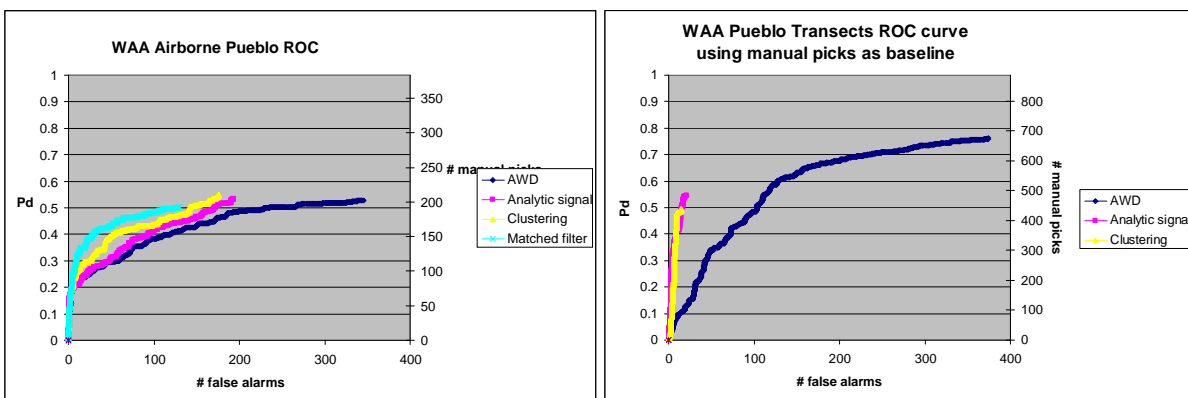 WAA Airborne Pueblo ROC
1
0.9
0.8
0.7
0.6
0.5
0.4
0.3
0.2
0.1
0
Pd
0 100 200 300 400
# false alarms
350
300
250
200
150
100
50
0
# manual picks
AWD
Analytic signal
Clustering
Matched filter
WAA Pueblo Transects ROC curve
using manual picks as baseline
1
0.9
0.8
0.7
0.6
0.5
0.4
0.3
0.2
0.1
0
Pd
0 100 200 300 400
# false alarms
800
700
600
500
400
300
200
100
0
# manual picks
AWD
Analytic signal
Clustering